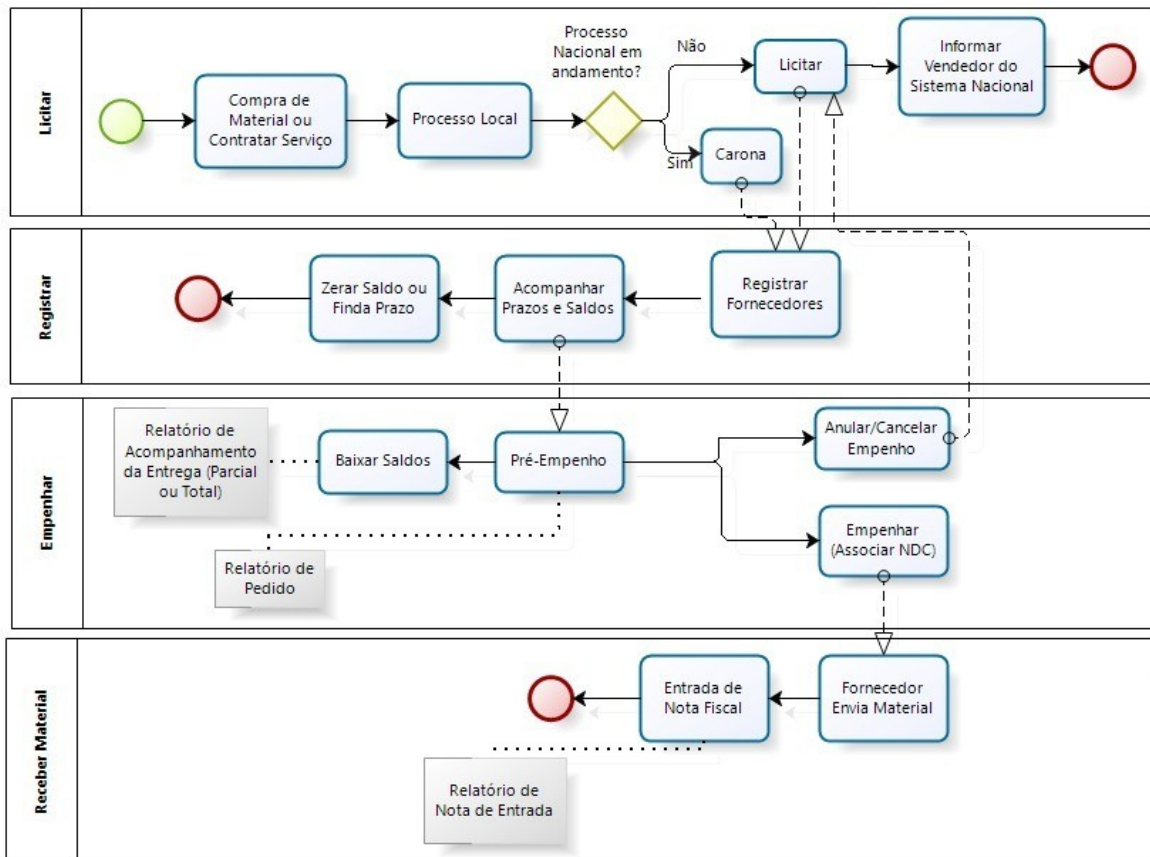 Licitar
Compra de
Material ou
Contratar Serviço
Processo Local
Processo
Nacional em
andamento?
Não
Sim
Licitar
Carona
Informar
Vendedor do
Sistema Nacional
Registrar
Zerar Saldo ou
Finda Prazo
Acompanhar
Prazos e Saldos
Registrar
Fornecedores
Empenhar
Relatório de
Acompanhamento
da Entrega (Parcial
ou Total)
Baixar Saldos
Pré-Empenho
Anular/Cancelar
Empenho
Relatório de
Pedido
Empenhar
(Associar NDC)
Receber Material
Entrada de
Nota Fiscal
Fornecedor
Envia Material
Relatório de
Nota de Entrada